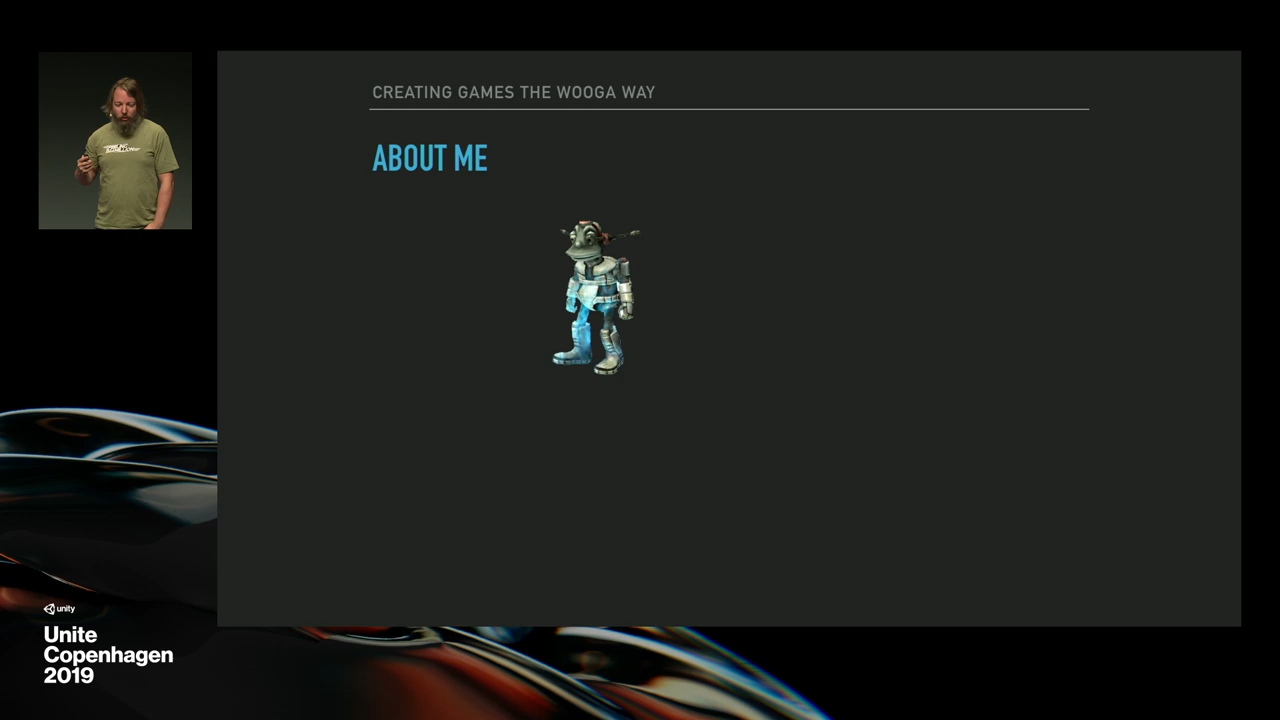 CREATING GAMES THE WOOGA WAY
ABOUT ME
unity
Unite
Copenhagen
2019